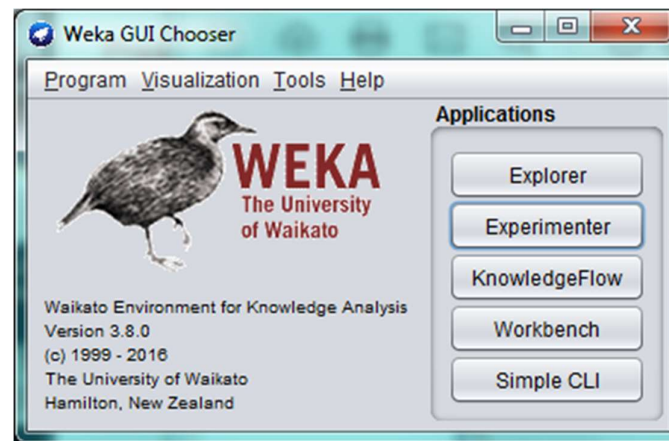 Weka GUI Chooser
Program Visualization Tools Help
Applications
WEKA
The University
of Waikato
Explorer
Experimenter
KnowledgeFlow
Workbench
Simple CLI
Waikato Environment for Knowledge Analysis
Version 3.8.0
(c) 1999 - 2016
The University of Waikato
Hamilton, New Zealand